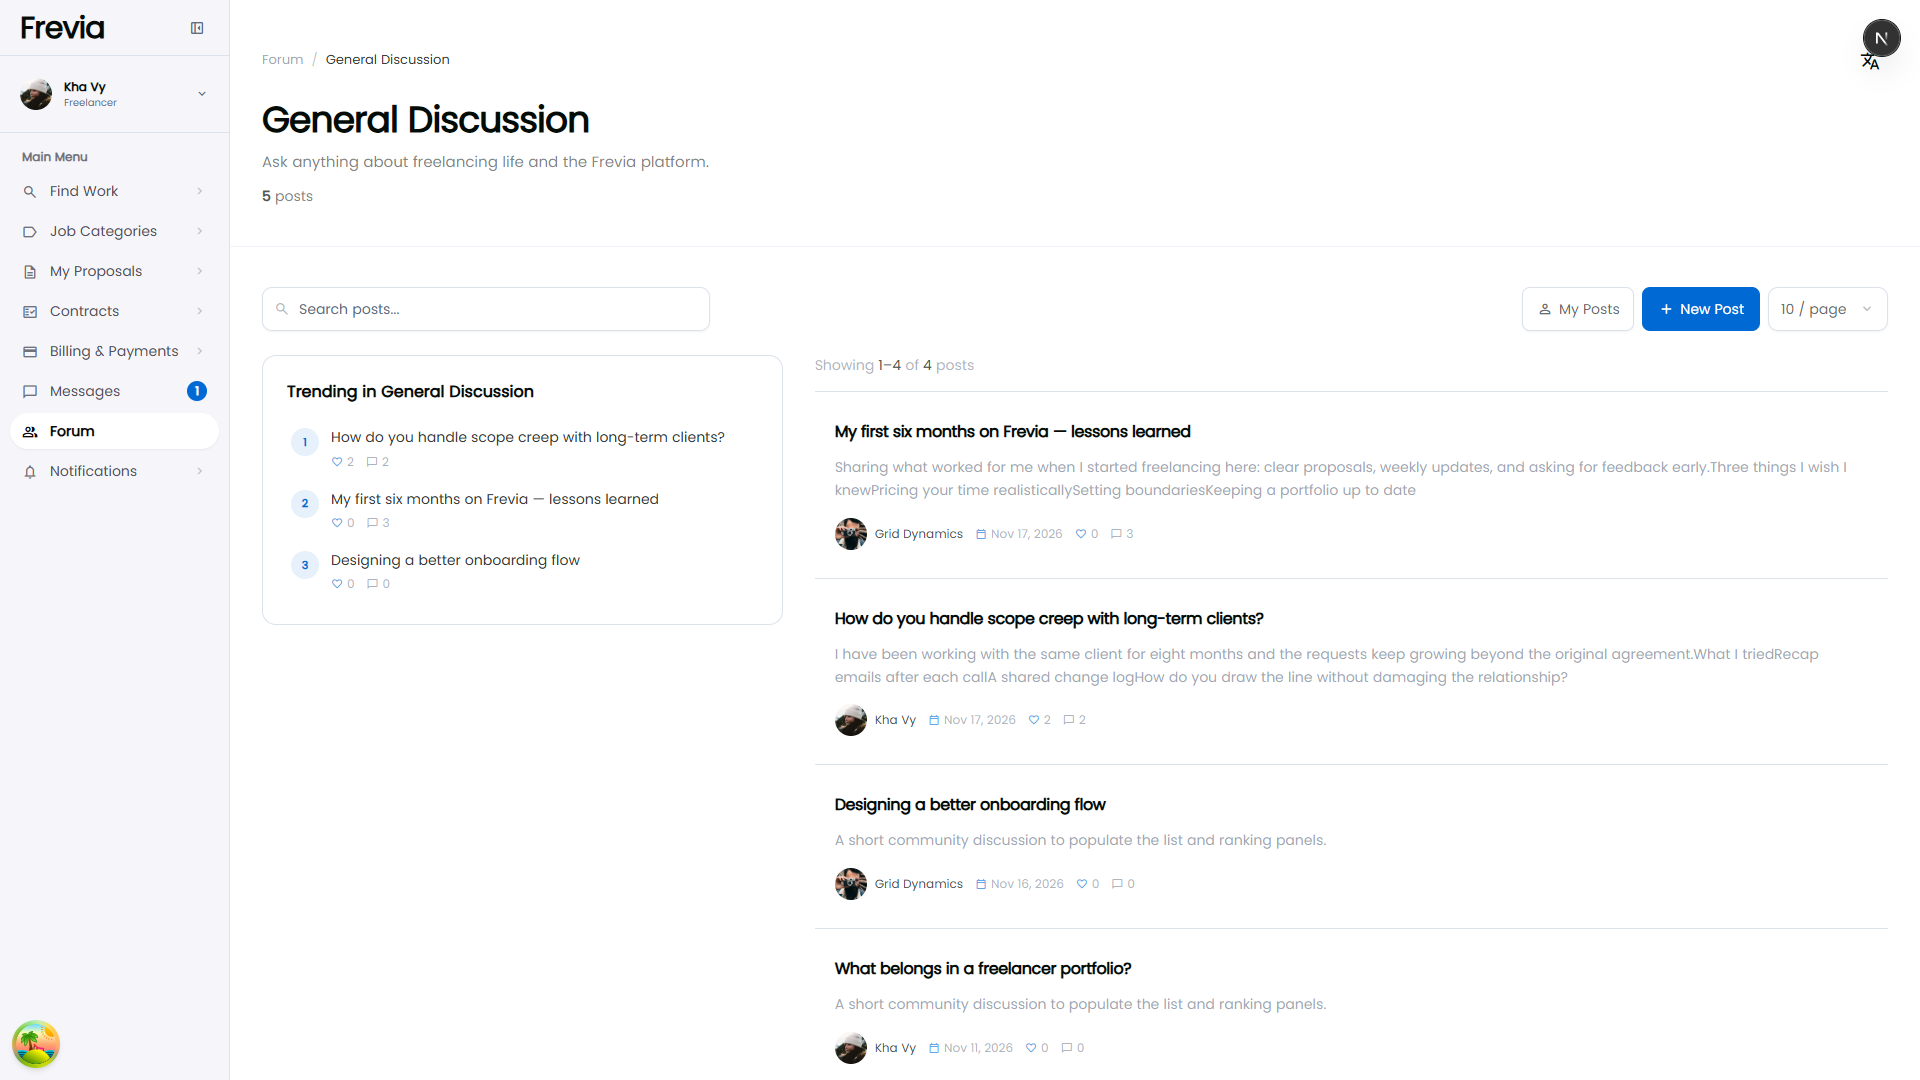 Frevia
Kha Vy
Freelancer
Main Menu
Find Work
Job Categories
My Proposals
Contracts
Billing & Payments
Messages
1
Forum
Notifications
Forum / General Discussion
N
General Discussion
Ask anything about freelancing life and the Frevia platform.
5 posts
Search posts...
My Posts
+ New Post
10 / page
Trending in General Discussion
1
How do you handle scope creep with long-term clients?
2 2
2
My first six months on Frevia — lessons learned
0 3
3
Designing a better onboarding flow
0 0
Showing 1–4 of 4 posts
My first six months on Frevia — lessons learned
Sharing what worked for me when I started freelancing here: clear proposals, weekly updates, and asking for feedback early.Three things I wish I
knewPricing your time realisticallySetting boundariesKeeping a portfolio up to date
Grid Dynamics Nov 17, 2026 0 3
How do you handle scope creep with long-term clients?
I have been working with the same client for eight months and the requests keep growing beyond the original agreement.What I triedRecap
emails after each callA shared change logHow do you draw the line without damaging the relationship?
Kha Vy Nov 17, 2026 2 2
Designing a better onboarding flow
A short community discussion to populate the list and ranking panels.
Grid Dynamics Nov 16, 2026 0 0
What belongs in a freelancer portfolio?
A short community discussion to populate the list and ranking panels.
Kha Vy Nov 11, 2026 0 0